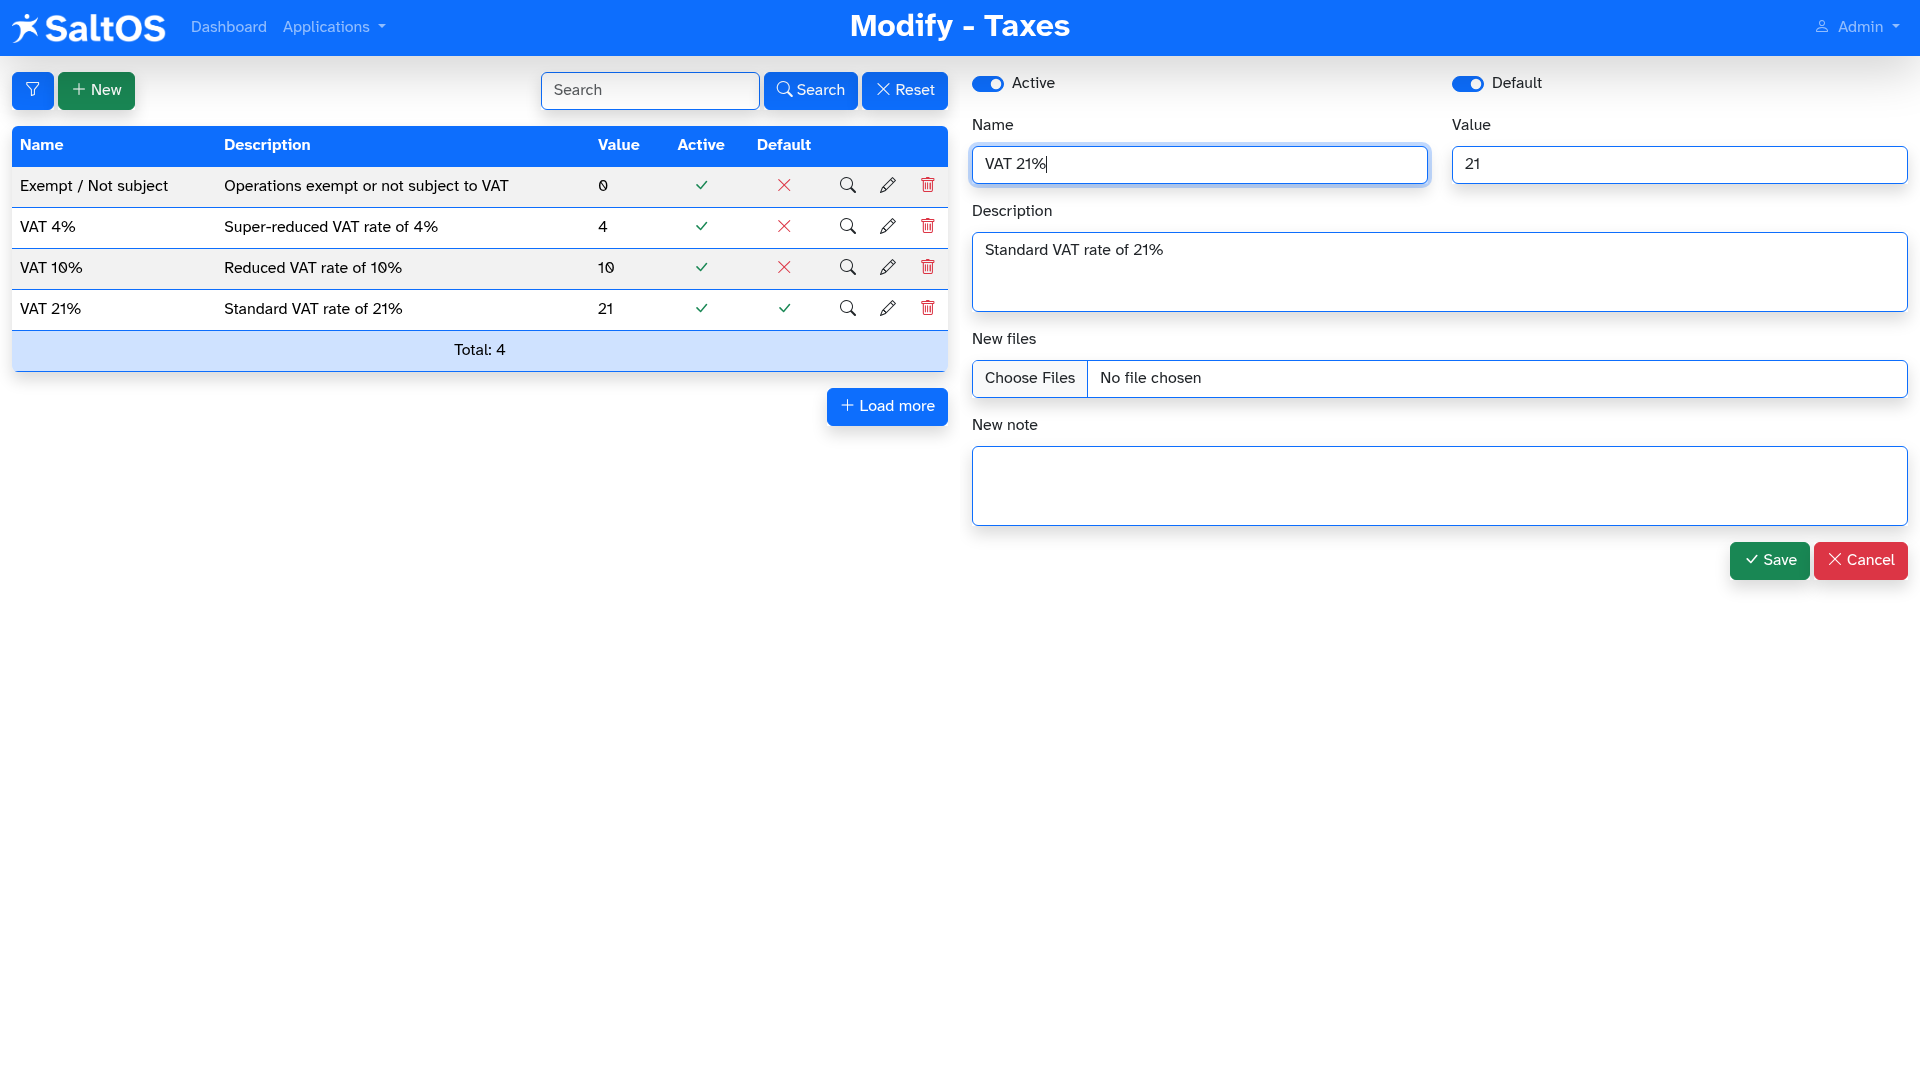 SaltOS Dashboard Applications Modify - Taxes Admin
New Search Search Reset
Name Description Value Active Default
Exempt / Not subject Operations exempt or not subject to VAT 0
VAT 4% Super-reduced VAT rate of 4% 4
VAT 10% Reduced VAT rate of 10% 10
VAT 21% Standard VAT rate of 21% 21
Total: 4
Load more
Active Default
Name Value
VAT 21% 21
Description
Standard VAT rate of 21%
New files
Choose Files No file chosen
New note
Save Cancel